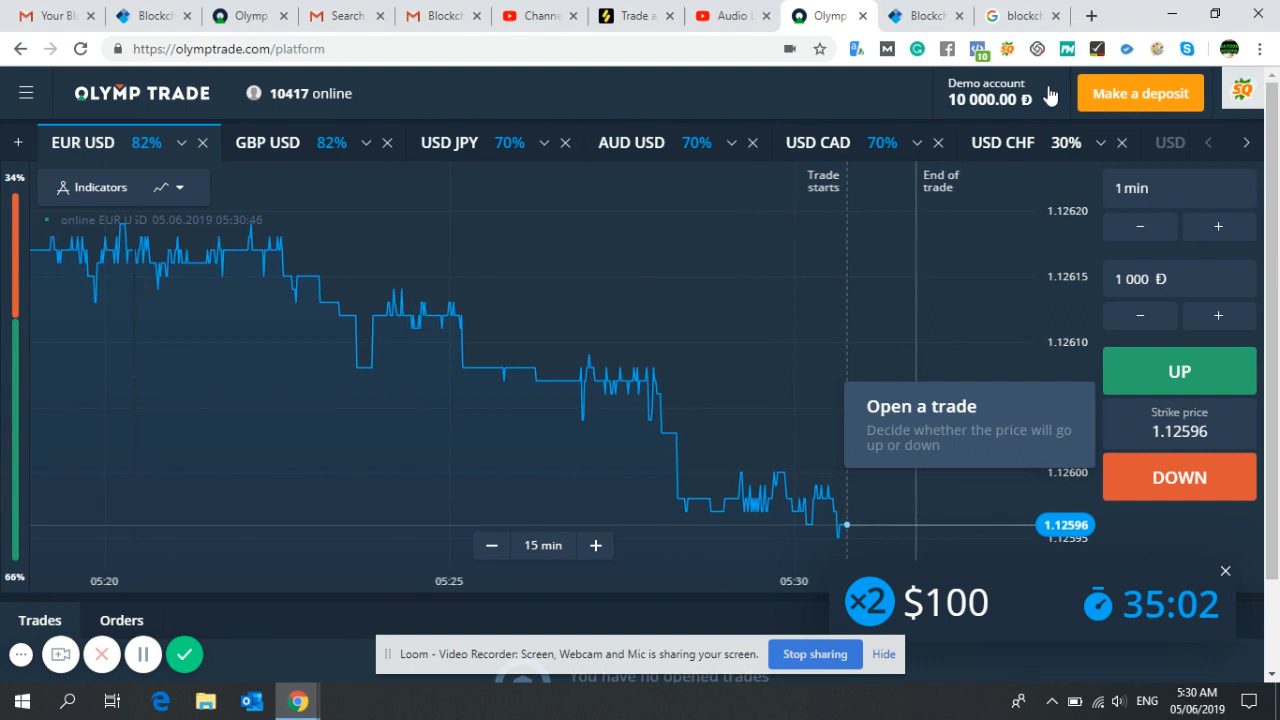 Your Bl
Blockch
Olymp
Search
Blockc
Channe
Trade a
Audio L
Olymp
Blockch
blockc
https://olymptrade.com/platform
10
OLYMP TRADE
10417 online
Demo account
10 000.00 Đ
Make a deposit
SQ
EUR USD 82%
GBP USD 82%
USD JPY 70%
AUD USD 70%
USD CAD 70%
USD CHF 30%
USD
34%
Indicators
Trade starts
End of trade
1 min
online EUR USD 05.06.2019 05:30:46
1.12620
1.12615
1.12610
1.12600
1.12596
1.12595
1 000 Đ
UP
Strike price
1.12596
DOWN
Open a trade
Decide whether the price will go
up or down
15 min
66%
05:20
05:25
05:30
×2 $100
35:02
Trades
Orders
Loom - Video Recorder: Screen, Webcam and Mic is sharing your screen.
Stop sharing
Hide
You have no opened trades
ENG
5:30 AM
05/06/2019